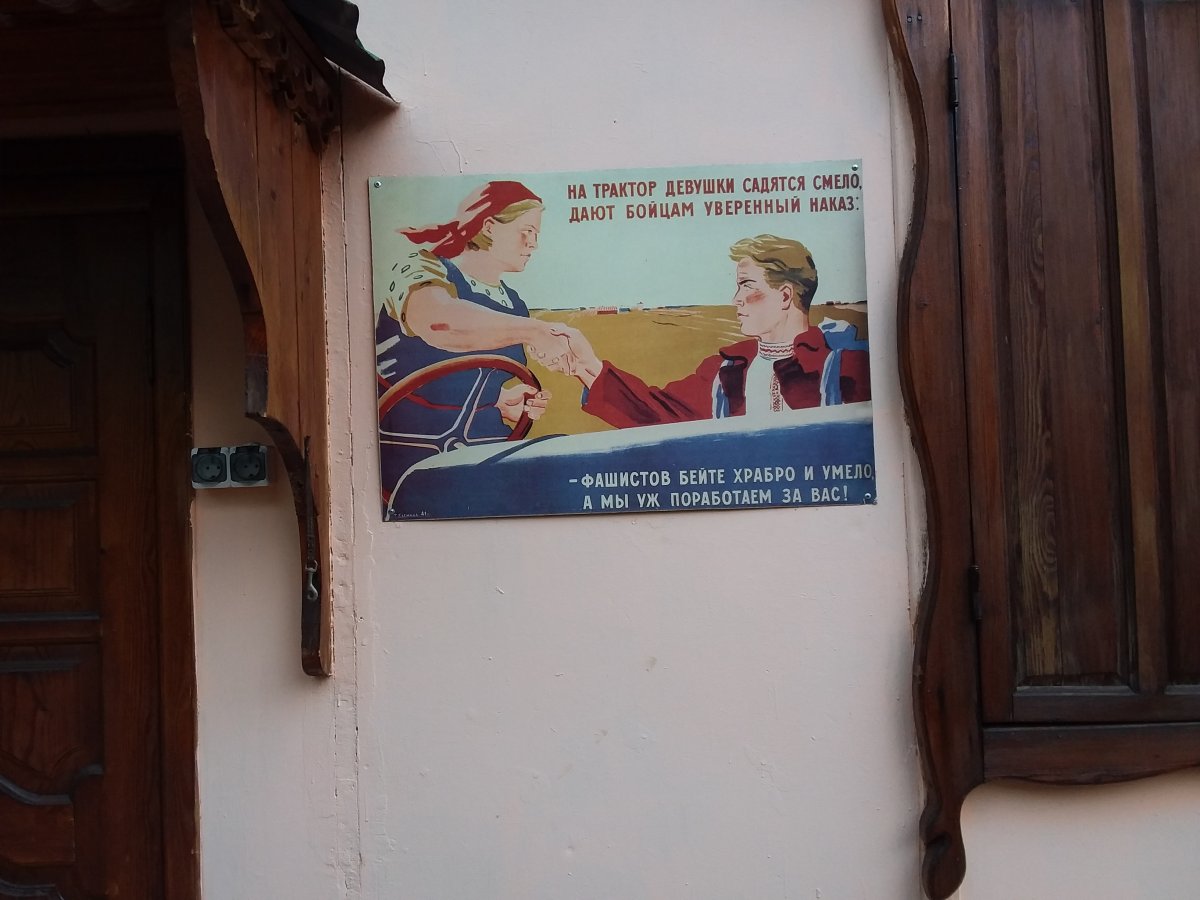 НА ТРАКТОР ДЕВУШКИ САДЯТСЯ СМЕЛО,
ДАЮТ БОЙЦАМ УВЕРЕННЫЙ НАКАЗ:
- ФАШИСТОВ БЕЙТЕ ХРАБРО И УМЕЛО,
А МЫ УЖ ПОРАБОТАЕМ ЗА ВАС!